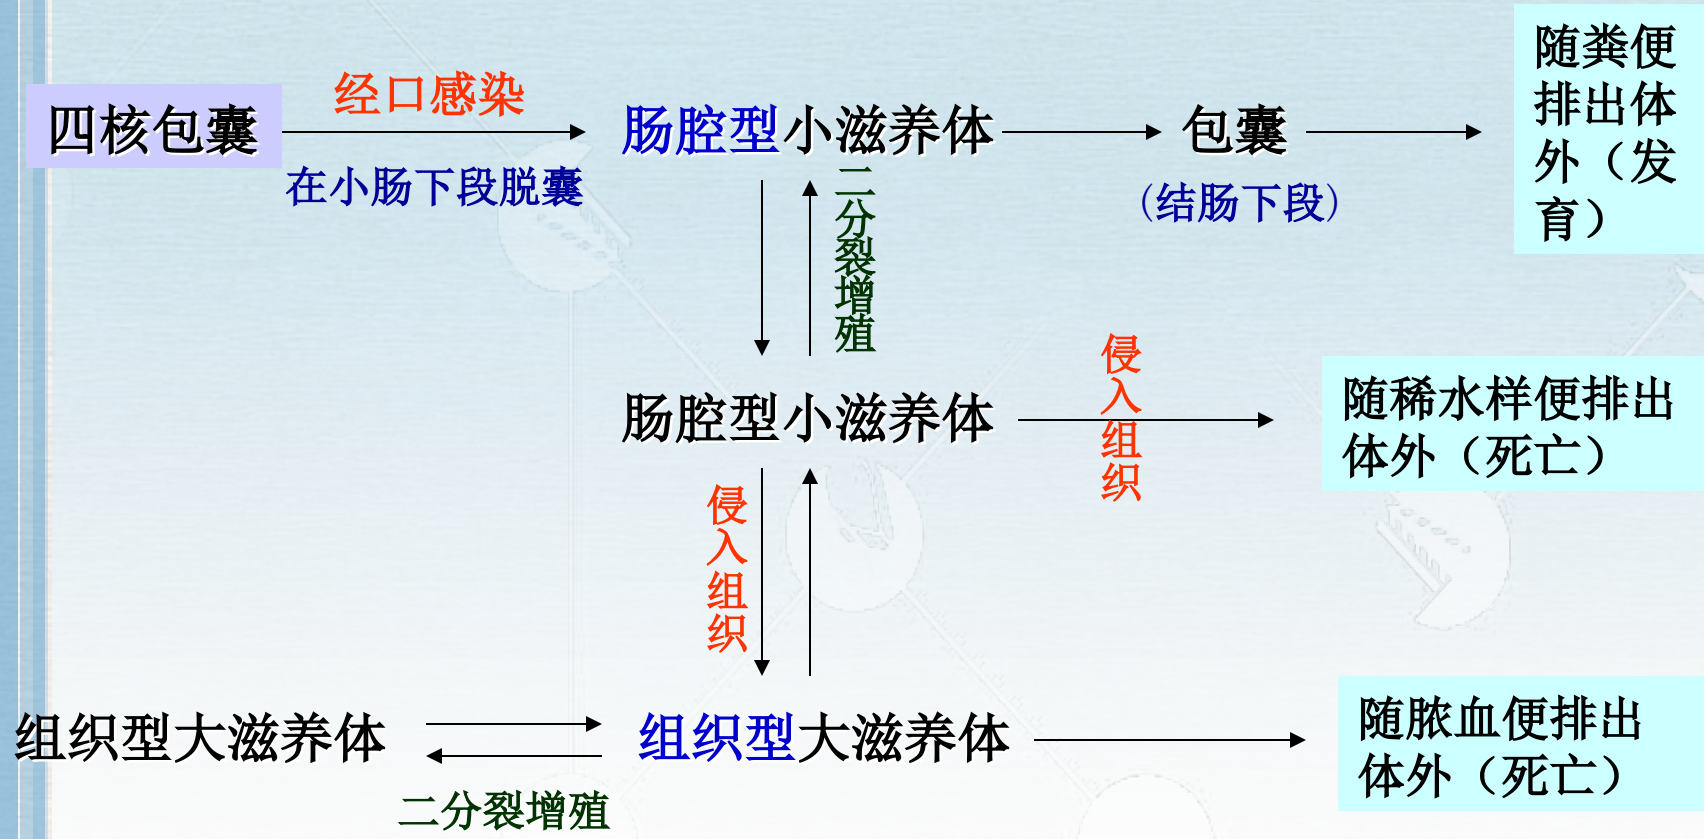 四核包囊
经口感染
在小肠下段脱囊
肠腔型小滋养体
包囊
(结肠下段)
随粪便
排出体
外（发
育）
二分裂增殖
肠腔型小滋养体
侵入组织
随稀水样便排出
体外（死亡）
侵入组织
组织型大滋养体
二分裂增殖
组织型大滋养体
随脓血便排出
体外（死亡）